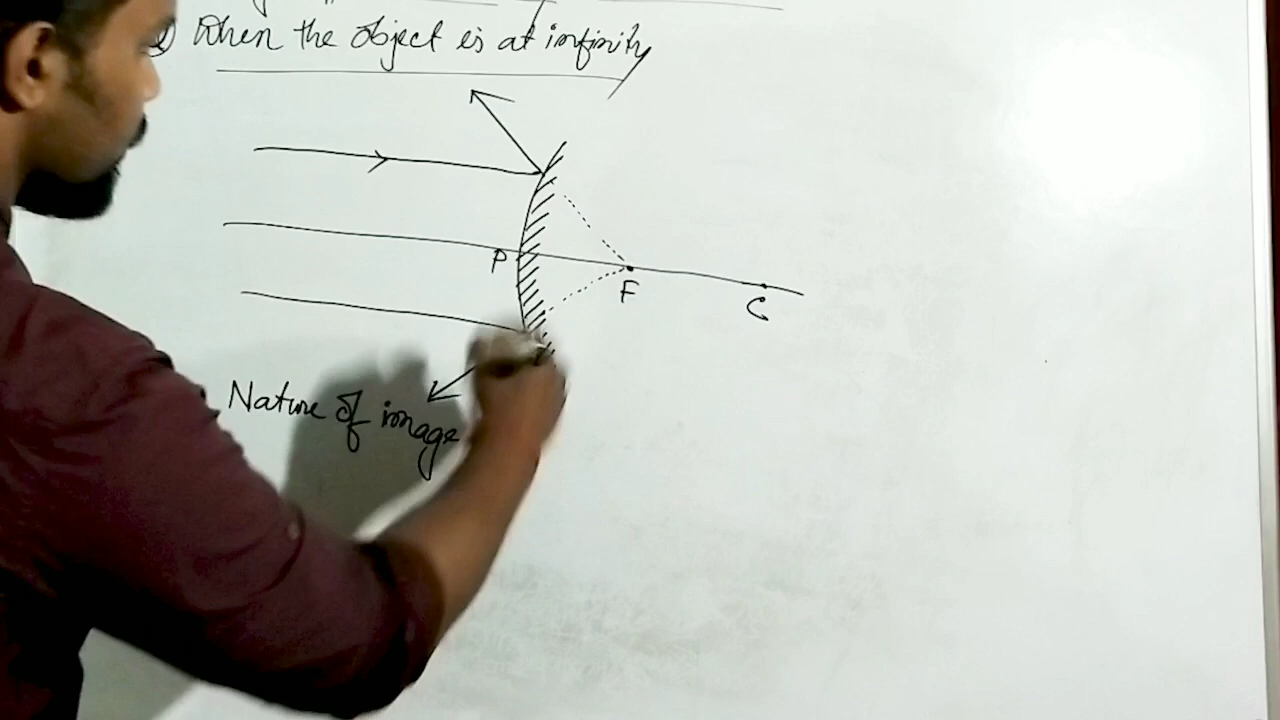 When the object is at infinity
P
F
C
Nature of image